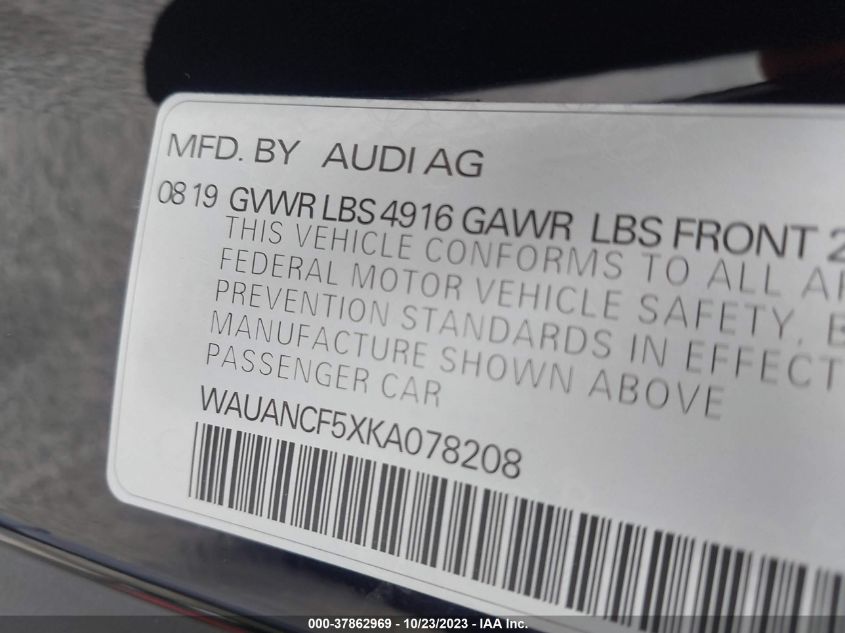 MFD. BY AUDI AG
08 19 GVWR LBS 4916 GAWR LBS FRONT 2
THIS VEHICLE CONFORMS TO ALL AP
FEDERAL MOTOR VEHICLE SAFETY, B
PREVENTION STANDARDS IN EFFECT
MANUFACTURE SHOWN ABOVE
PASSENGER CAR
WAUANCF5XKA078208
000-37862969 / 10/23/2023 - IAA Inc.